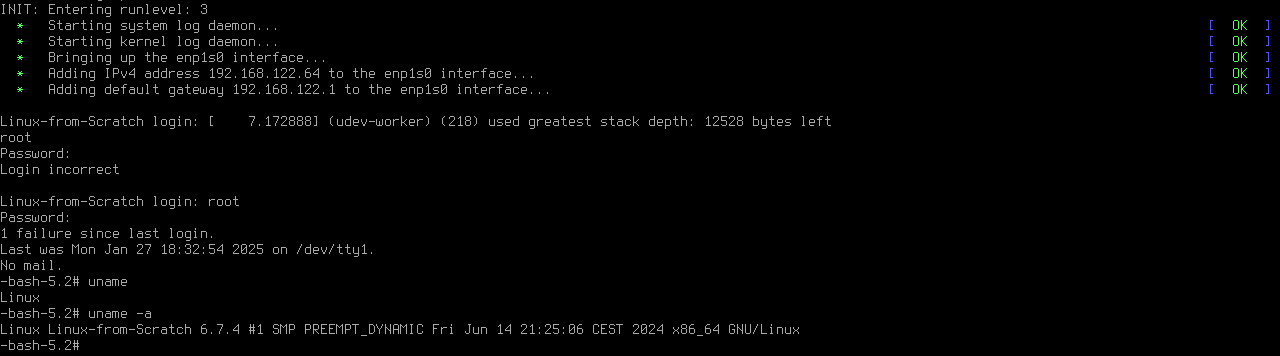 INIT: Entering runlevel: 3
 *   Starting system log daemon...                                                                                   [  OK  ]
 *   Starting kernel log daemon...                                                                                   [  OK  ]
 *   Bringing up the enp1s0 interface...                                                                             [  OK  ]
 *   Adding IPv4 address 192.168.122.64 to the enp1s0 interface...                                                   [  OK  ]
 *   Adding default gateway 192.168.122.1 to the enp1s0 interface...                                                 [  OK  ]
Linux-from-Scratch login: [    7.172888] (udev-worker) (218) used greatest stack depth: 12528 bytes left
root
Password:
Login incorrect
Linux-from-Scratch login: root
Password:
1 failure since last login.
Last was Mon Jan 27 18:32:54 2025 on /dev/tty1.
No mail.
-bash-5.2# uname
Linux
-bash-5.2# uname -a
Linux Linux-from-Scratch 6.7.4 #1 SMP PREEMPT_DYNAMIC Fri Jun 14 21:25:06 CEST 2024 x86_64 GNU/Linux
-bash-5.2#